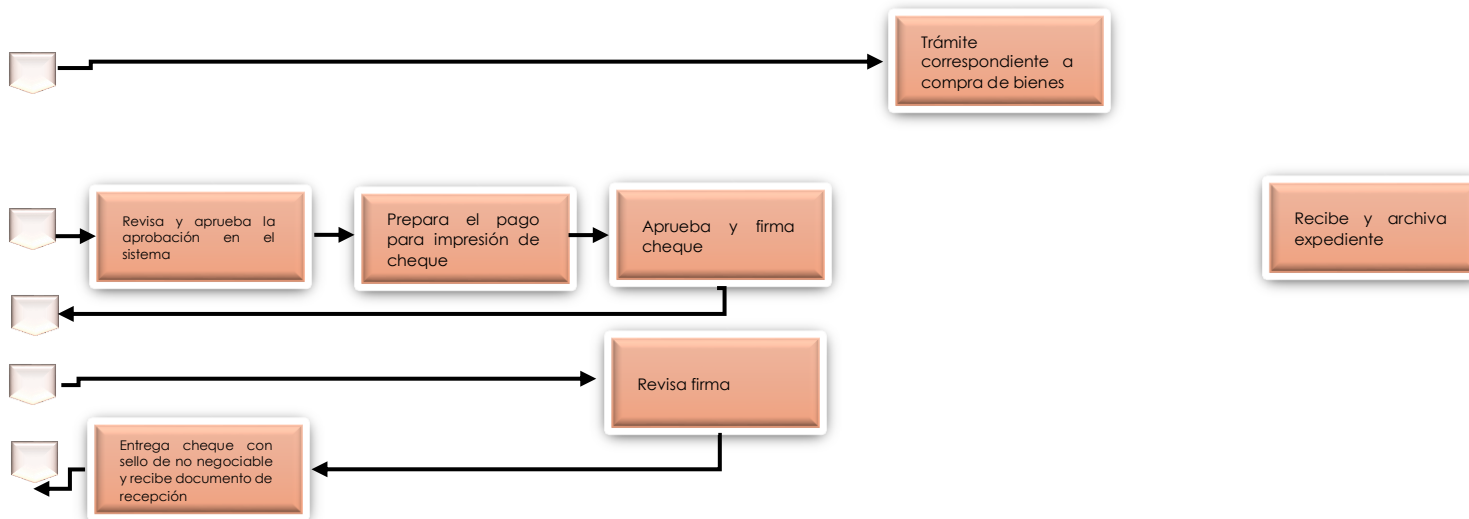 Trámite
correspondiente a
compra de bienes
Revisa y aprueba la
aprobación en el
sistema
Prepara el pago
para impresión de
cheque
Aprueba y firma
cheque
Recibe y archiva
expediente
Revisa firma
Entrega cheque con
sello de no negociable
y recibe documento de
recepción